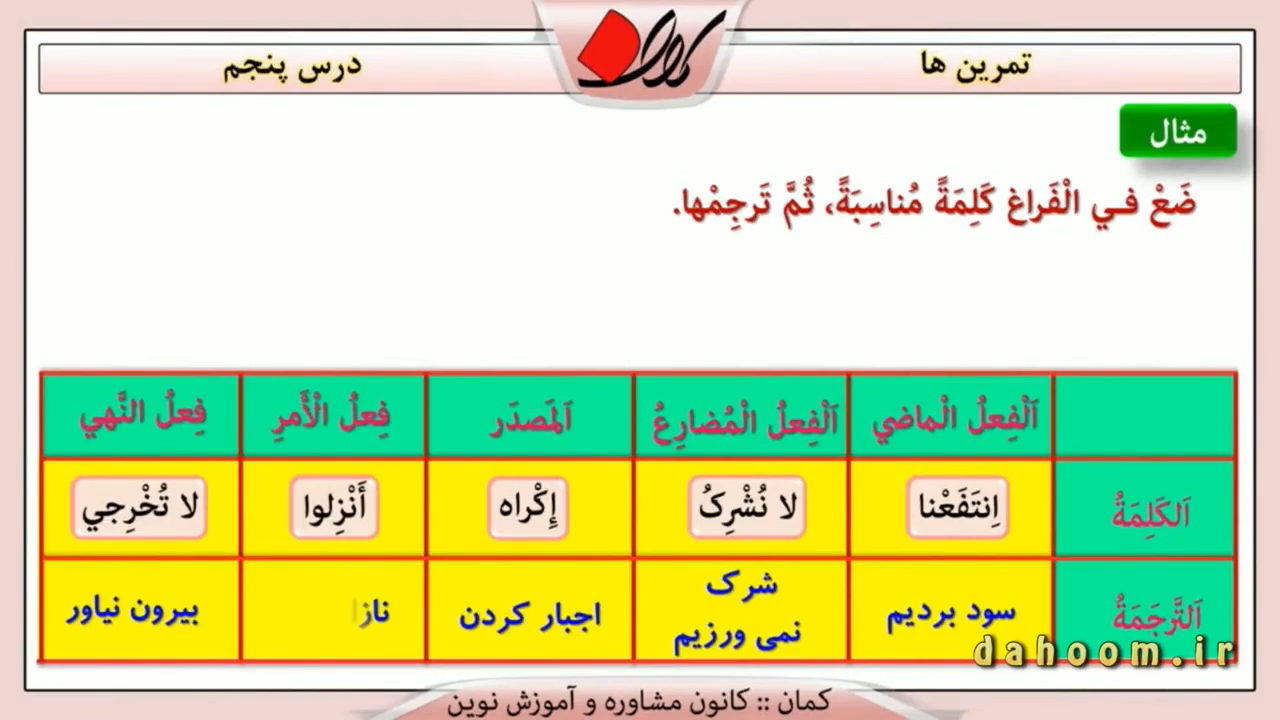 تمرین ها
درس پنجم
مثال
ضَعْ في الْفَراغ كَلِمَةً مُناسِبَةً، ثُمَّ تَرجِمْها.
اَلْفِعلُ الْماضي اَلْفِعلُ الْمُضارِعُ اَلْمَصدَر فِعلُ الْأَمرِ فِعلُ النَّهي
اَلكَلِمَةُ اِنتَفَعْنا لا نُشْرِکُ إِكْراه أَنْزِلوا لا تُخْرِجي
اَلتَّرجَمَةُ سود بردیم شرک نمی ورزیم اجبار کردن بیرون نیاور
dahoom.ir
کمان :: کانون مشاوره و آموزش نوین